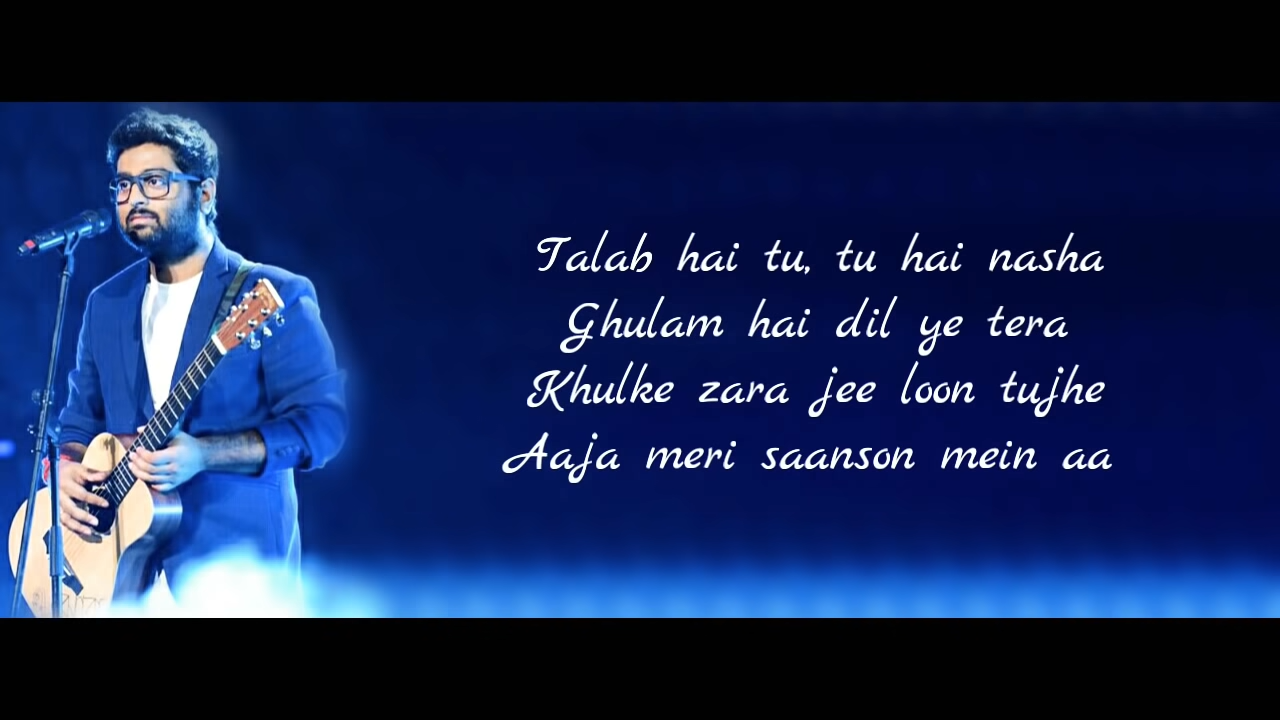 Talab hai tu, tu hai nasha
Ghulam hai dil ye tera
Khulke zara jee loon tujhe
Aaja meri saanson mein aa